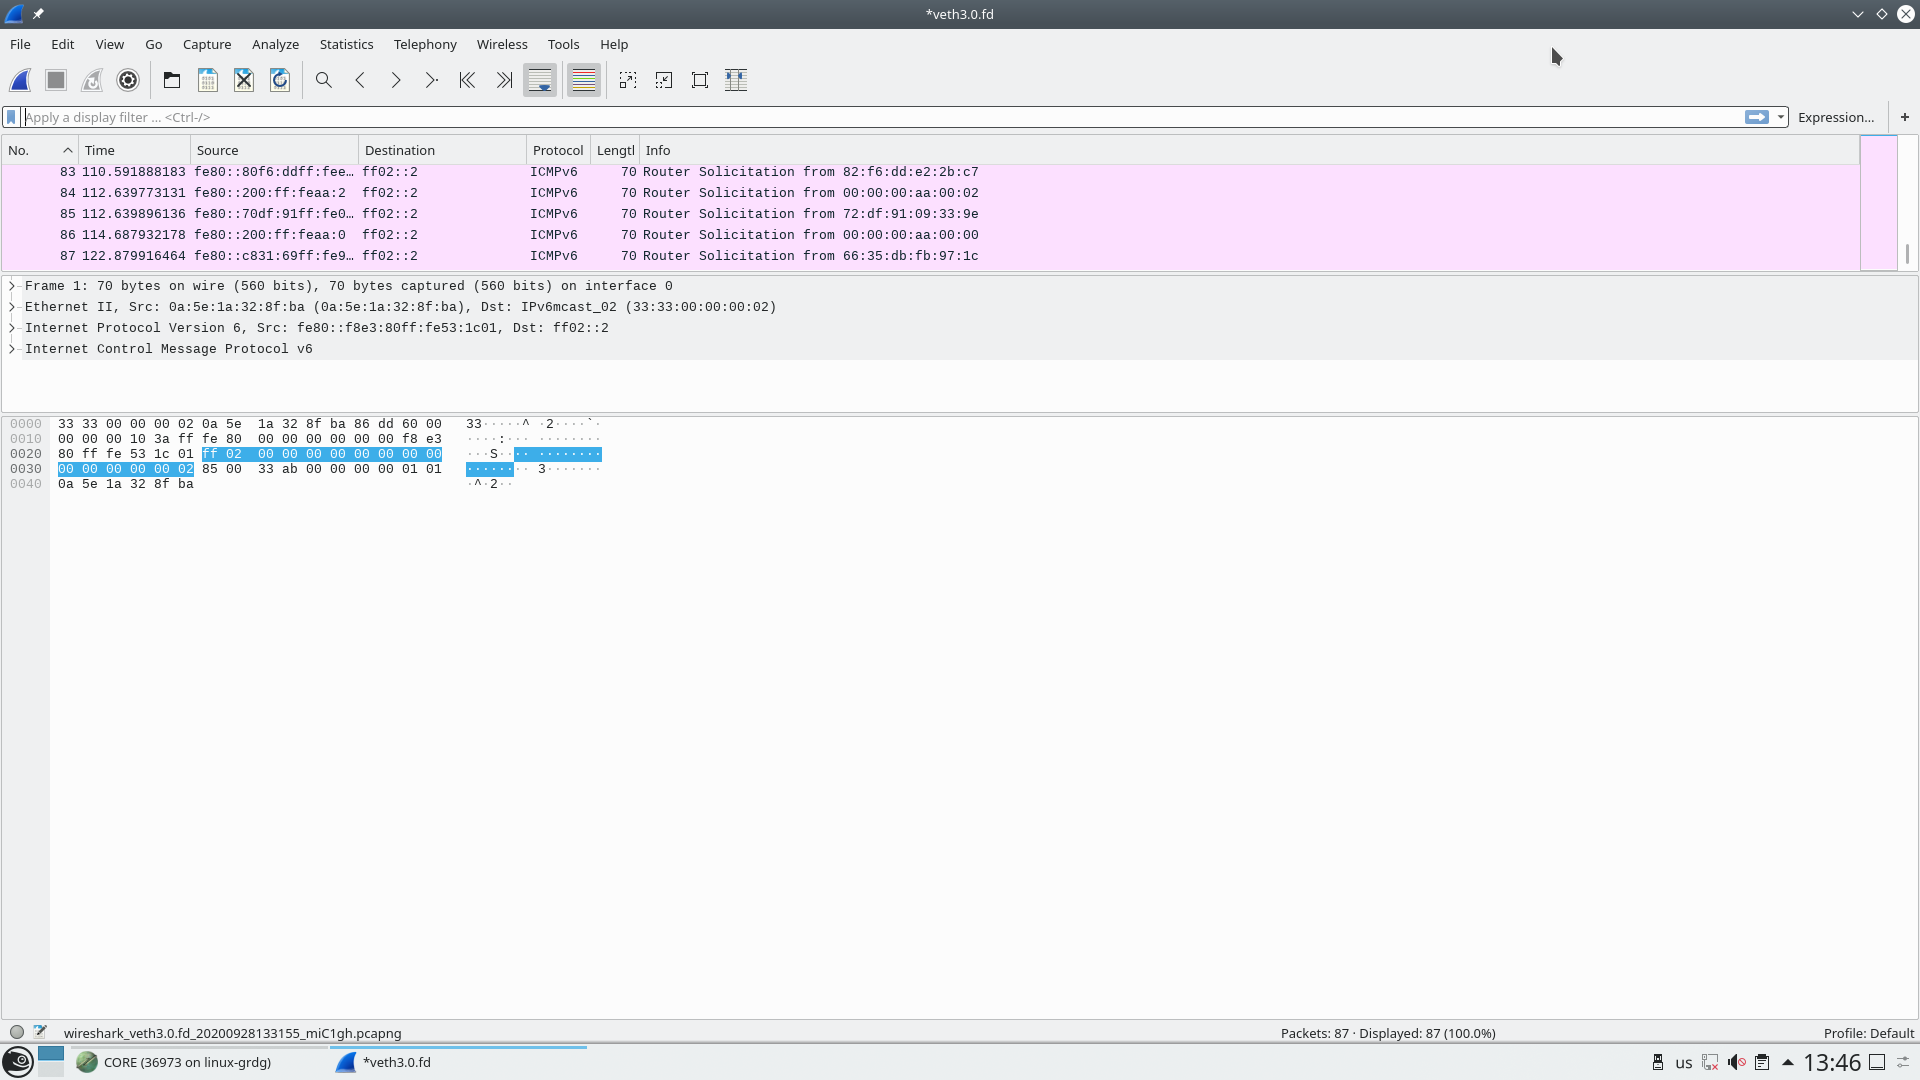 *veth3.0.fd
File Edit View Go Capture Analyze Statistics Telephony Wireless Tools Help
Apply a display filter ... <Ctrl-/> Expression... +
No. Time Source Destination Protocol Lengtl Info
83 110.591888183 fe80::80f6:ddff:fee… ff02::2 ICMPv6 70 Router Solicitation from 82:f6:dd:e2:2b:c7
84 112.639773131 fe80::200:ff:feaa:2 ff02::2 ICMPv6 70 Router Solicitation from 00:00:00:aa:00:02
85 112.639896136 fe80::70df:91ff:fe0… ff02::2 ICMPv6 70 Router Solicitation from 72:df:91:09:33:9e
86 114.687932178 fe80::200:ff:feaa:0 ff02::2 ICMPv6 70 Router Solicitation from 00:00:00:aa:00:00
87 122.879916464 fe80::c831:69ff:fe9… ff02::2 ICMPv6 70 Router Solicitation from 66:35:db:fb:97:1c
Frame 1: 70 bytes on wire (560 bits), 70 bytes captured (560 bits) on interface 0
Ethernet II, Src: 0a:5e:1a:32:8f:ba (0a:5e:1a:32:8f:ba), Dst: IPv6mcast_02 (33:33:00:00:00:02)
Internet Protocol Version 6, Src: fe80::f8e3:80ff:fe53:1c01, Dst: ff02::2
Internet Control Message Protocol v6
0000 33 33 00 00 00 02 0a 5e 1a 32 8f ba 86 dd 60 00 33·····^ ·2····`·
0010 00 00 00 10 3a ff fe 80 00 00 00 00 00 00 f8 e3 ····:··· ········
0020 80 ff fe 53 1c 01 ff 02 00 00 00 00 00 00 00 00 ···S···· ········
0030 00 00 00 00 00 02 85 00 33 ab 00 00 00 00 01 01 ········ 3·······
0040 0a 5e 1a 32 8f ba ·^·2··
wireshark_veth3.0.fd_20200928133155_miC1gh.pcapng Packets: 87 · Displayed: 87 (100.0%) Profile: Default
CORE (36973 on linux-grdg) *veth3.0.fd us 13:46